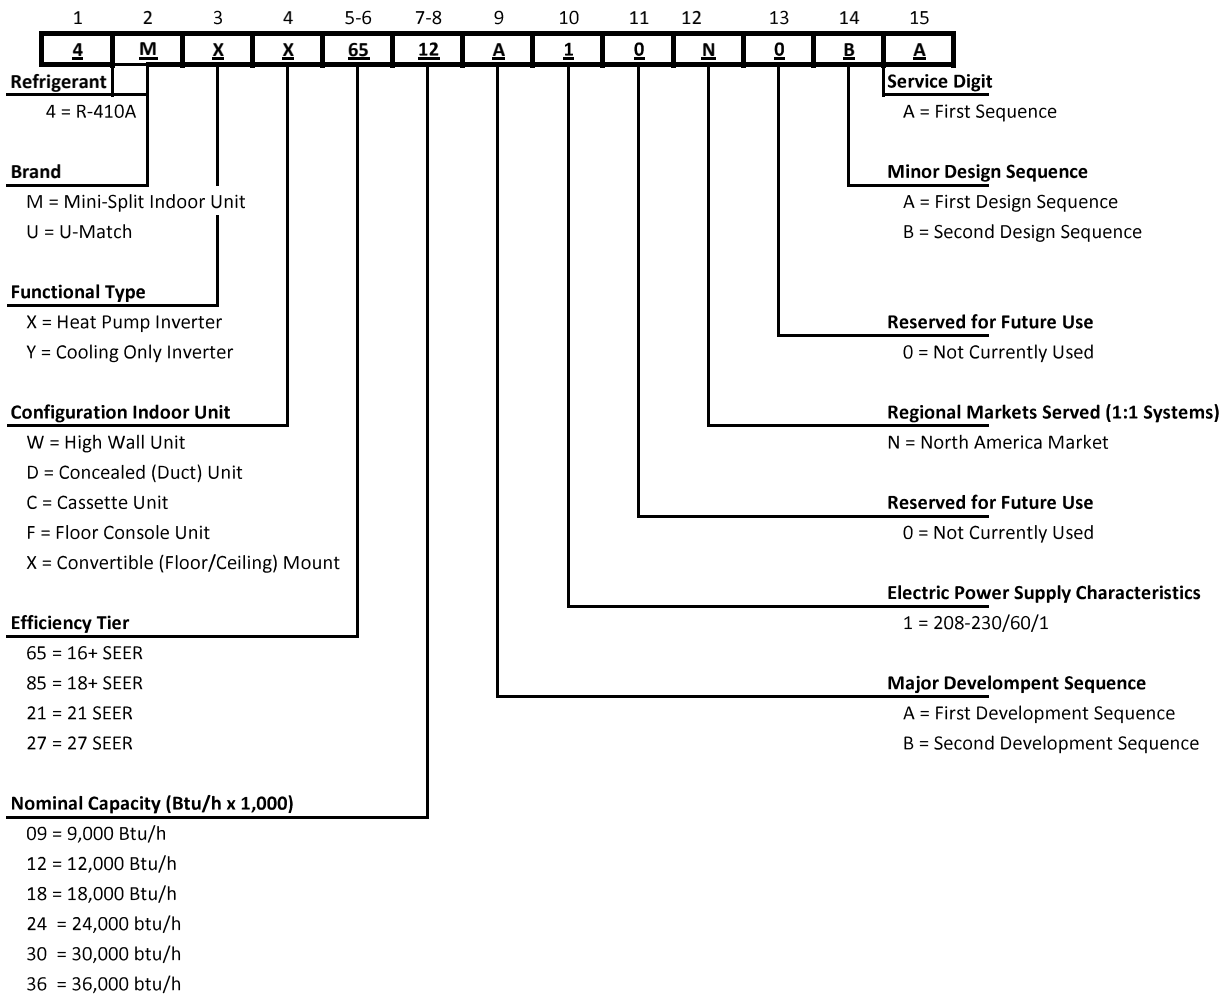 1 2 3 4 5-6 7-8 9 10 11 12 13 14 15
4 M X X 65 12 A 1 0 N 0 B A
Refrigerant
4 = R-410A
Brand
M = Mini-Split Indoor Unit
U = U-Match
Functional Type
X = Heat Pump Inverter
Y = Cooling Only Inverter
Configuration Indoor Unit
W = High Wall Unit
D = Concealed (Duct) Unit
C = Cassette Unit
F = Floor Console Unit
X = Convertible (Floor/Ceiling) Mount
Efficiency Tier
65 = 16+ SEER
85 = 18+ SEER
21 = 21 SEER
27 = 27 SEER
Nominal Capacity (Btu/h x 1,000)
09 = 9,000 Btu/h
12 = 12,000 Btu/h
18 = 18,000 Btu/h
24 = 24,000 btu/h
30 = 30,000 btu/h
36 = 36,000 btu/h
Service Digit
A = First Sequence
Minor Design Sequence
A = First Design Sequence
B = Second Design Sequence
Reserved for Future Use
0 = Not Currently Used
Regional Markets Served (1:1 Systems)
N = North America Market
Reserved for Future Use
0 = Not Currently Used
Electric Power Supply Characteristics
1 = 208-230/60/1
Major Develompent Sequence
A = First Development Sequence
B = Second Development Sequence